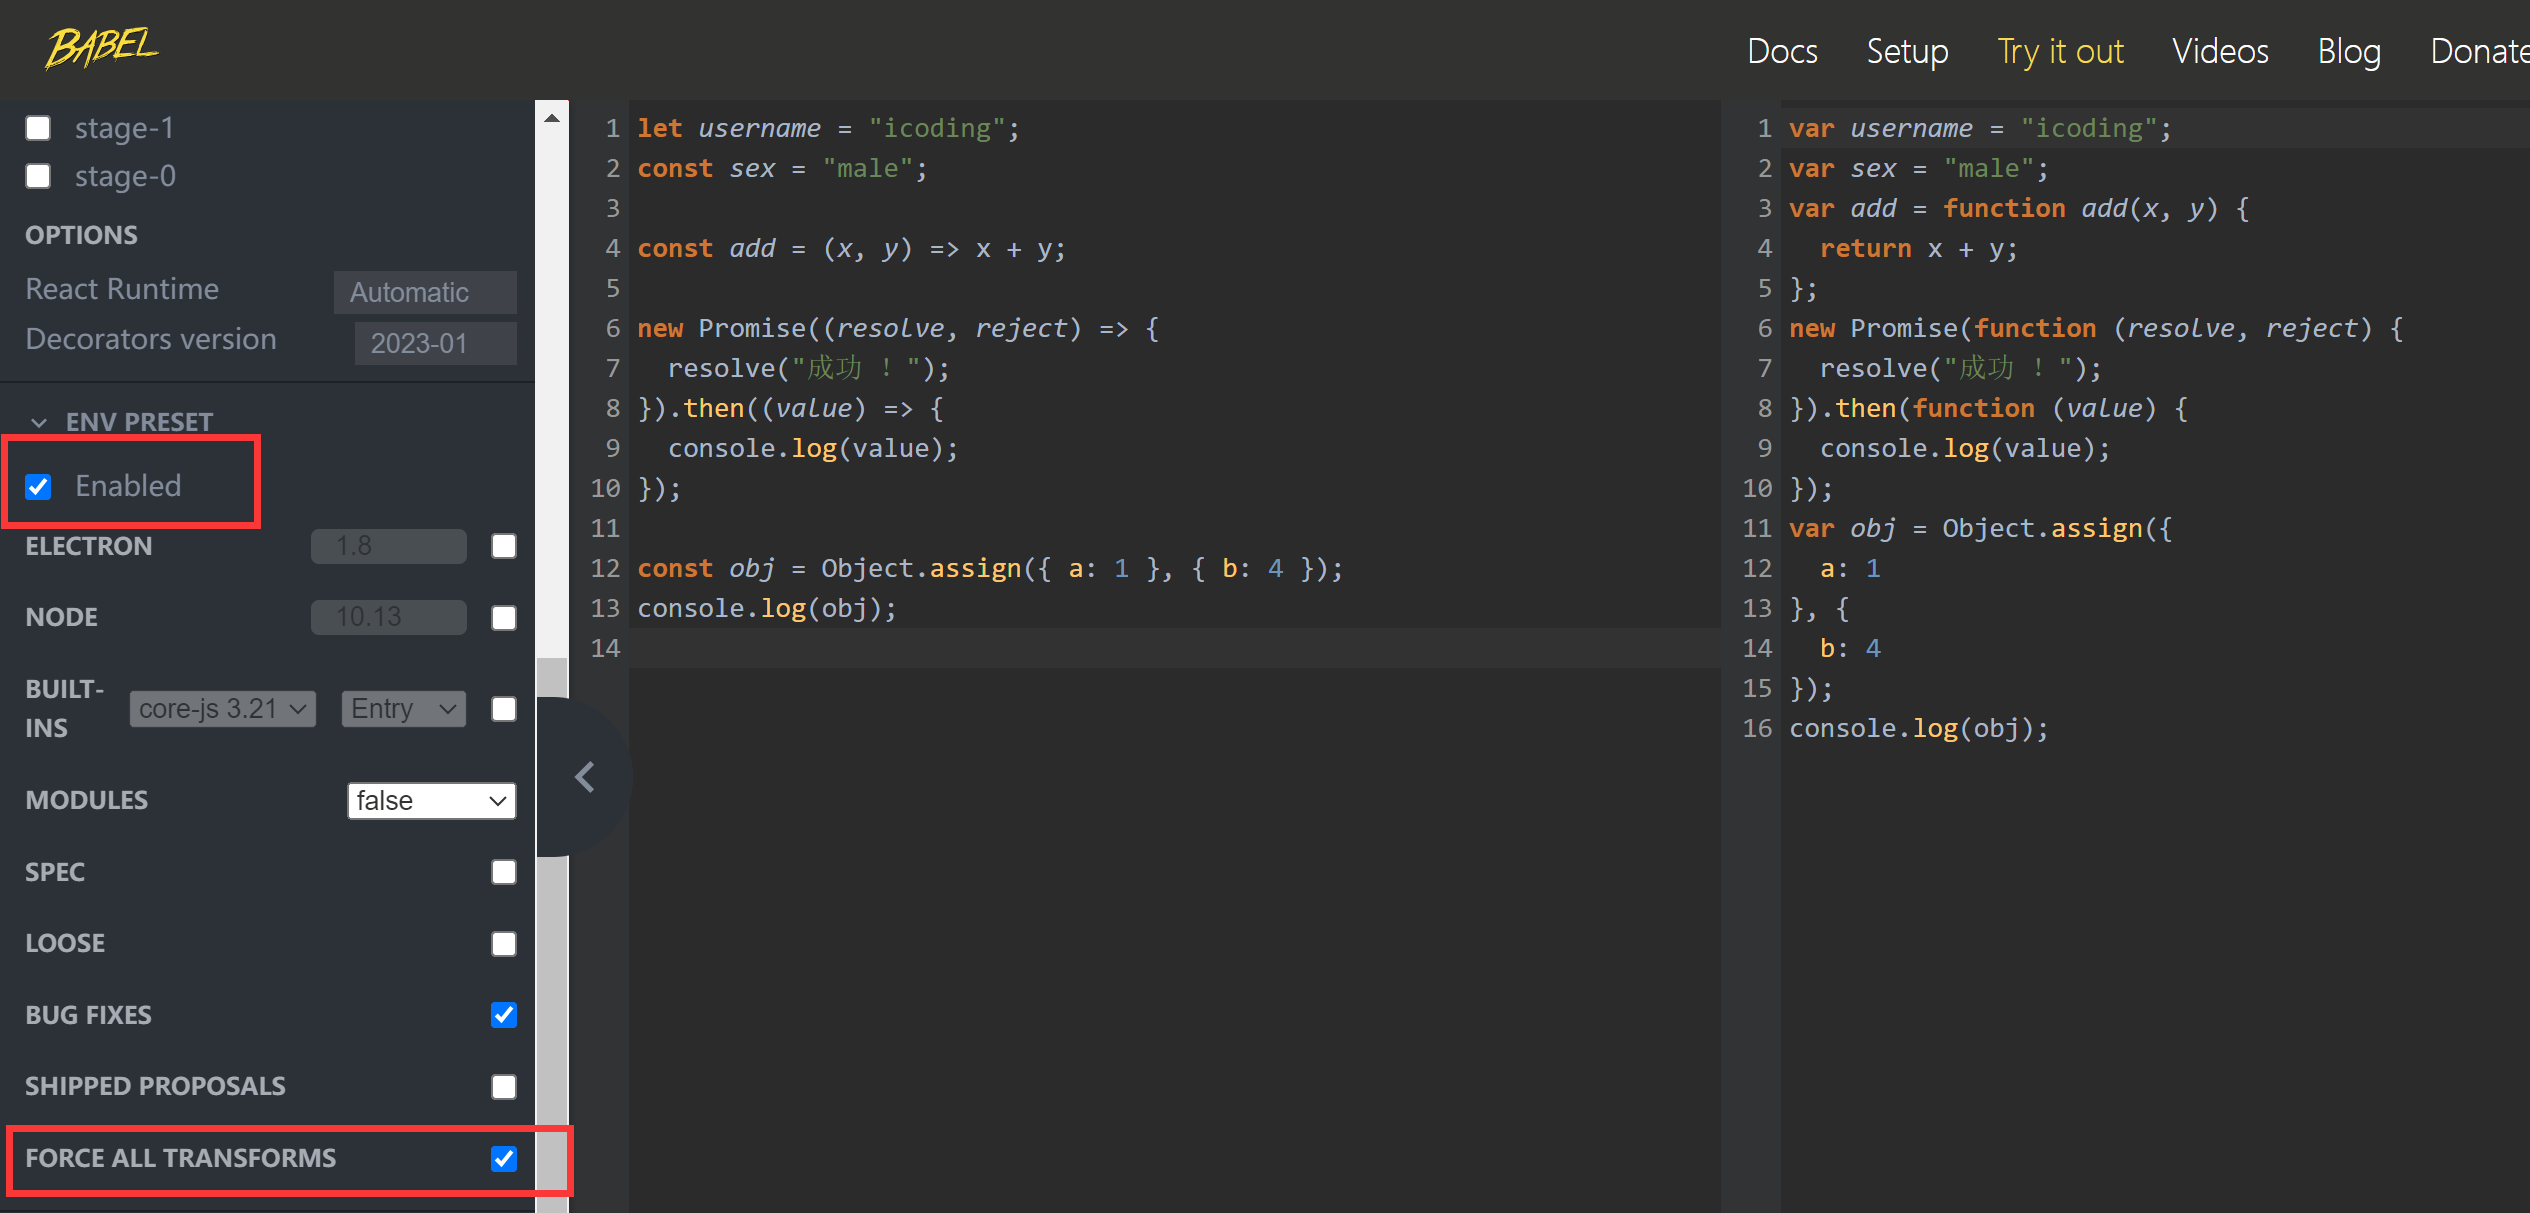 BABEL
Docs Setup Try it out Videos Blog Donate
stage-1
stage-0
OPTIONS
React Runtime Automatic
Decorators version 2023-01
ENV PRESET
Enabled
ELECTRON 1.8
NODE 10.13
BUILT-
INS
core-js 3.21 Entry
MODULES false
SPEC
LOOSE
BUG FIXES
SHIPPED PROPOSALS
FORCE ALL TRANSFORMS
1 let username = "icoding";
2 const sex = "male";
3
4 const add = (x, y) => x + y;
5
6 new Promise((resolve, reject) => {
7   resolve("成功 ! ");
8 }).then((value) => {
9   console.log(value);
10 });
11
12 const obj = Object.assign({ a: 1 }, { b: 4 });
13 console.log(obj);
14
1 var username = "icoding";
2 var sex = "male";
3 var add = function add(x, y) {
4   return x + y;
5 };
6 new Promise(function (resolve, reject) {
7   resolve("成功 ! ");
8 }).then(function (value) {
9   console.log(value);
10 });
11 var obj = Object.assign({
12   a: 1
13 }, {
14   b: 4
15 });
16 console.log(obj);